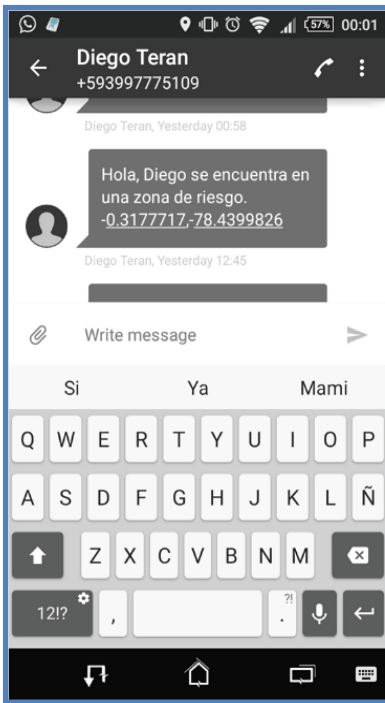 57% 00:01
Diego Teran
+593997775109
Diego Teran, Yesterday 00:58
Hola, Diego se encuentra en
una zona de riesgo.
-0.3177717,-78.4399826
Diego Teran, Yesterday 12:45
Write message
Si Ya Mami
Q W E R T Y U I O P
A S D F G H J K L Ñ
Z X C V B N M
12!? , ?! .